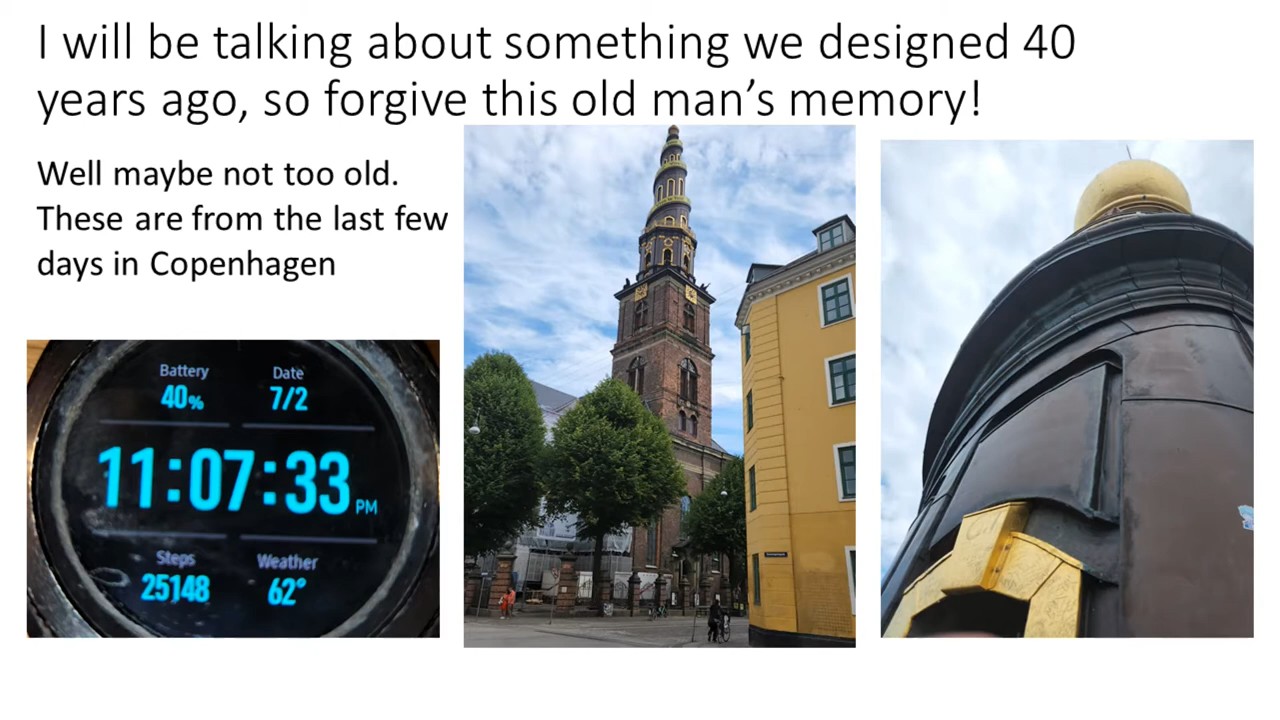 I will be talking about something we designed 40
years ago, so forgive this old man’s memory!
Well maybe not too old.
These are from the last few
days in Copenhagen
Battery
Date
40%
7/2
11:07:33 PM
Steps
Weather
25148
62°